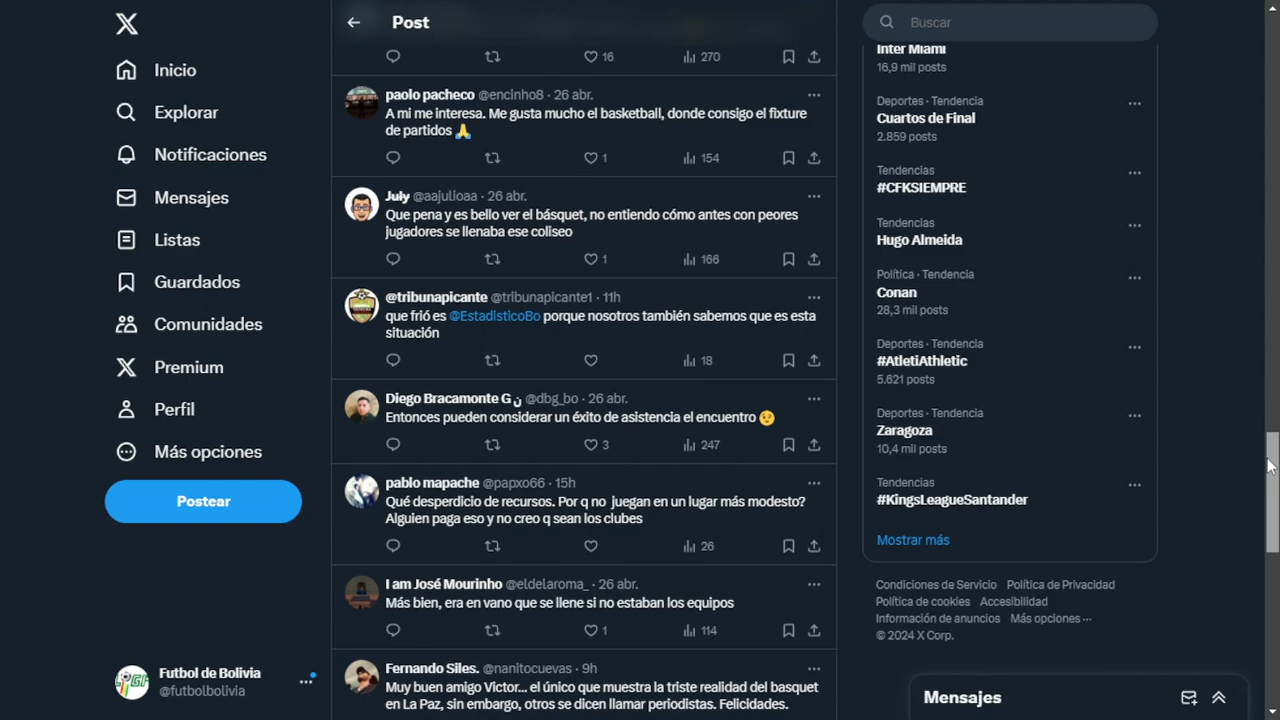 Inicio
Explorar
Notificaciones
Mensajes
Listas
Guardados
Comunidades
Premium
Perfil
Más opciones
Postear
Futbol de Bolivia
@futbolbolivia
Post
16
270
paolo pacheco @encinho8 · 26 abr.
A mi me interesa. Me gusta mucho el basketball, donde consigo el fixture
de partidos 🙏
1
154
July @aajulioaa · 26 abr.
Que pena y es bello ver el básquet, no entiendo cómo antes con peores
jugadores se llenaba ese coliseo
1
166
@tribunapicante @tribunapicante1 · 11h
que frió es @EstadisticoBo porque nosotros también sabemos que es esta
situación
18
Diego Bracamonte G ن @dbg_bo · 26 abr.
Entonces pueden considerar un éxito de asistencia el encuentro 😉
3
247
pablo mapache @papxo66 · 15h
Qué desperdicio de recursos. Por q no juegan en un lugar más modesto?
Alguien paga eso y no creo q sean los clubes
26
I am José Mourinho @eldelaroma_ · 26 abr.
Más bien, era en vano que se llene si no estaban los equipos
1
114
Fernando Siles. @nanitocuevas · 9h
Muy buen amigo Victor... el único que muestra la triste realidad del basquet
en La Paz, sin embargo, otros se dicen llamar periodistas. Felicidades.
Buscar
Inter Miami
16,9 mil posts
Deportes · Tendencia
Cuartos de Final
2.859 posts
Tendencias
#CFKSIEMPRE
Tendencias
Hugo Almeida
Política · Tendencia
Conan
28,3 mil posts
Deportes · Tendencia
#AtletiAthletic
5.621 posts
Deportes · Tendencia
Zaragoza
10,4 mil posts
Tendencias
#KingsLeagueSantander
Mostrar más
Condiciones de Servicio Política de Privacidad
Política de cookies Accesibilidad
Información de anuncios Más opciones ···
© 2024 X Corp.
Mensajes